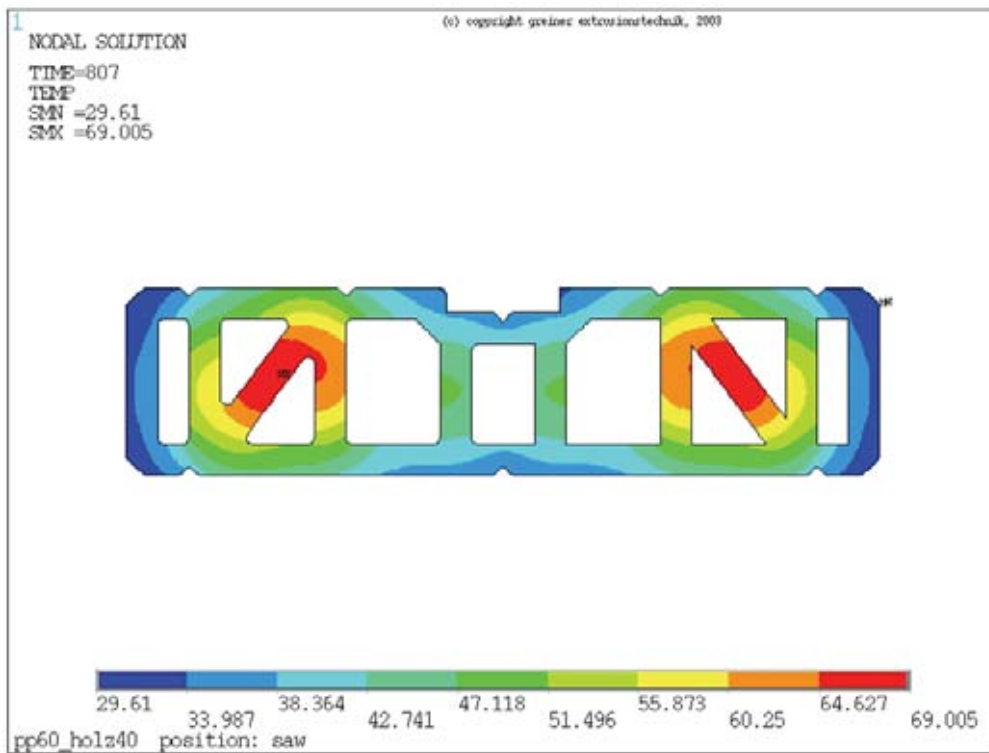 1
(c) copyright greiner extrusionstechnik, 2003
NODAL SOLUTION
TIME=807
TEMP
SMN =29.61
SMX =69.005
MX
29.61 38.364 47.118 55.873 64.627
33.987 42.741 51.496 60.25 69.005
pp60_holz40 position: saw